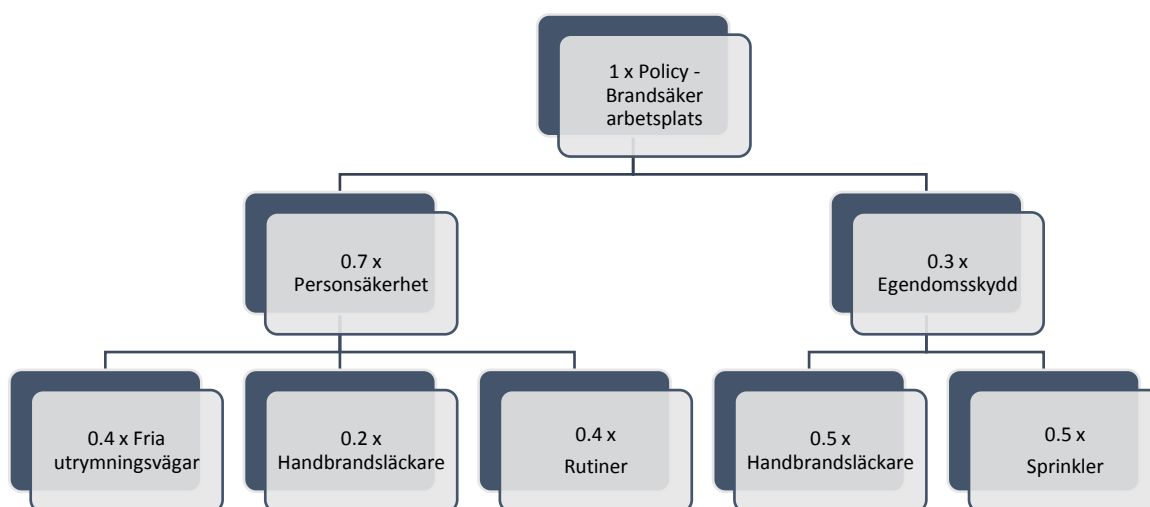 1 x Policy -
Brandsäker
arbetsplats
0.7 x
Personsäkerhet
0.3 x
Egendomsskydd
0.4 x Fria
utrymningsvägar
0.2 x
Handbrandsläckare
0.4 x
Rutiner
0.5 x
Handbrandsläckare
0.5 x
Sprinkler